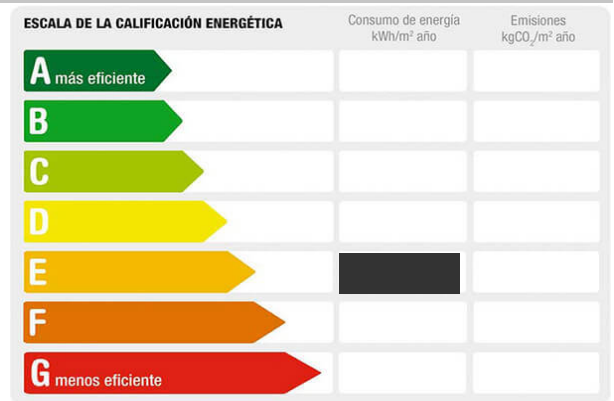 ESCALA DE LA CALIFICACIÓN ENERGÉTICA
Consumo de energía
kWh/m² año
Emisiones
kgCO₂/m² año
A más eficiente
B
C
D
E
F
G menos eficiente